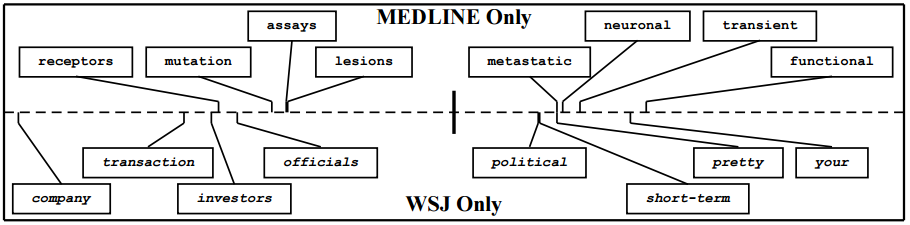 MEDLINE Only
assays
neuronal
transient
receptors
mutation
lesions
metastatic
functional
transaction
officials
political
pretty
your
company
investors
short-term
WSJ Only